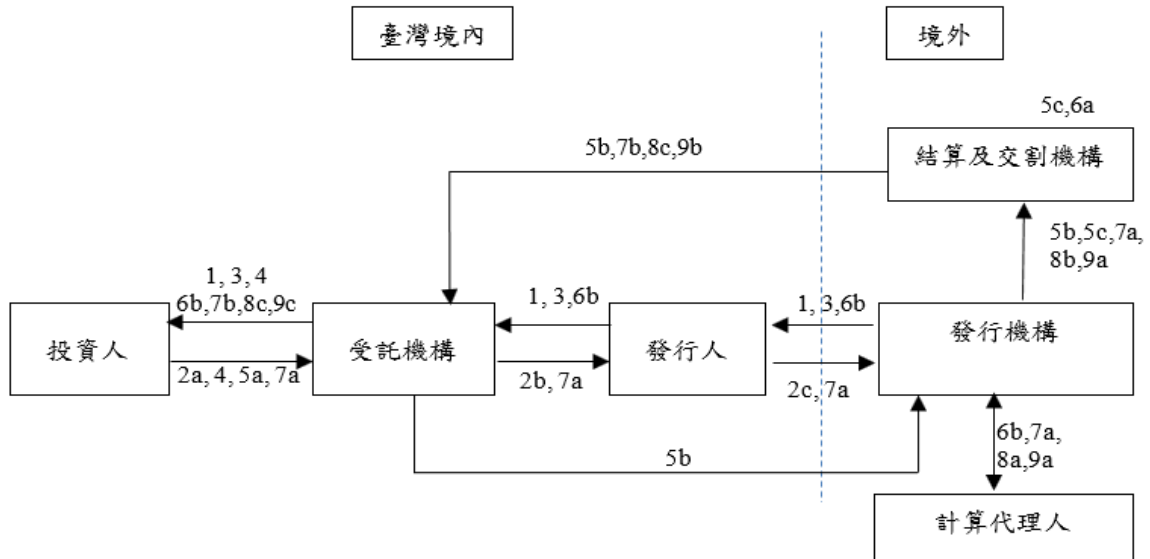 臺灣境內
境外
5c,6a
結算及交割機構
5b,7b,8c,9b
5b,5c,7a,
8b,9a
1, 3, 4
6b,7b,8c,9c
1, 3,6b
1, 3,6b
投資人
受託機構
發行人
發行機構
2a, 4, 5a, 7a
2b, 7a
2c, 7a
5b
6b,7a,
8a,9a
計算代理人